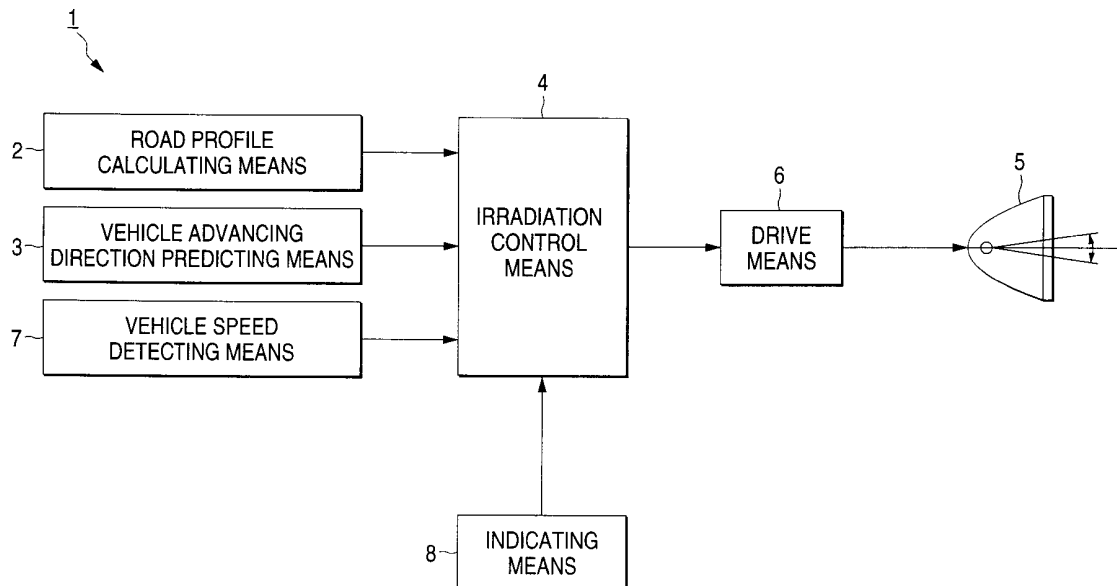 1
2
ROAD PROFILE
CALCULATING MEANS
3
VEHICLE ADVANCING
DIRECTION PREDICTING MEANS
7
VEHICLE SPEED
DETECTING MEANS
4
IRRADIATION
CONTROL
MEANS
6
DRIVE
MEANS
5
8
INDICATING
MEANS